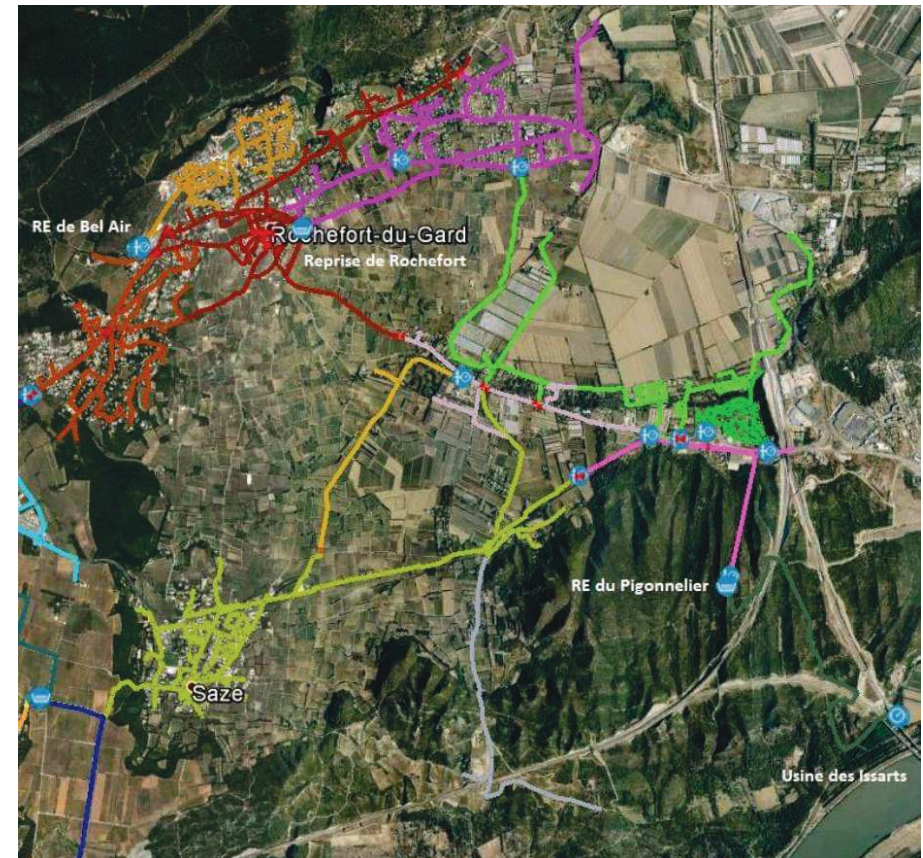 RE de Bel Air
Rochefort-du-Gard
Reprise de Rochefort
RE du Pigonnelier
Saze
Usine des Issarts